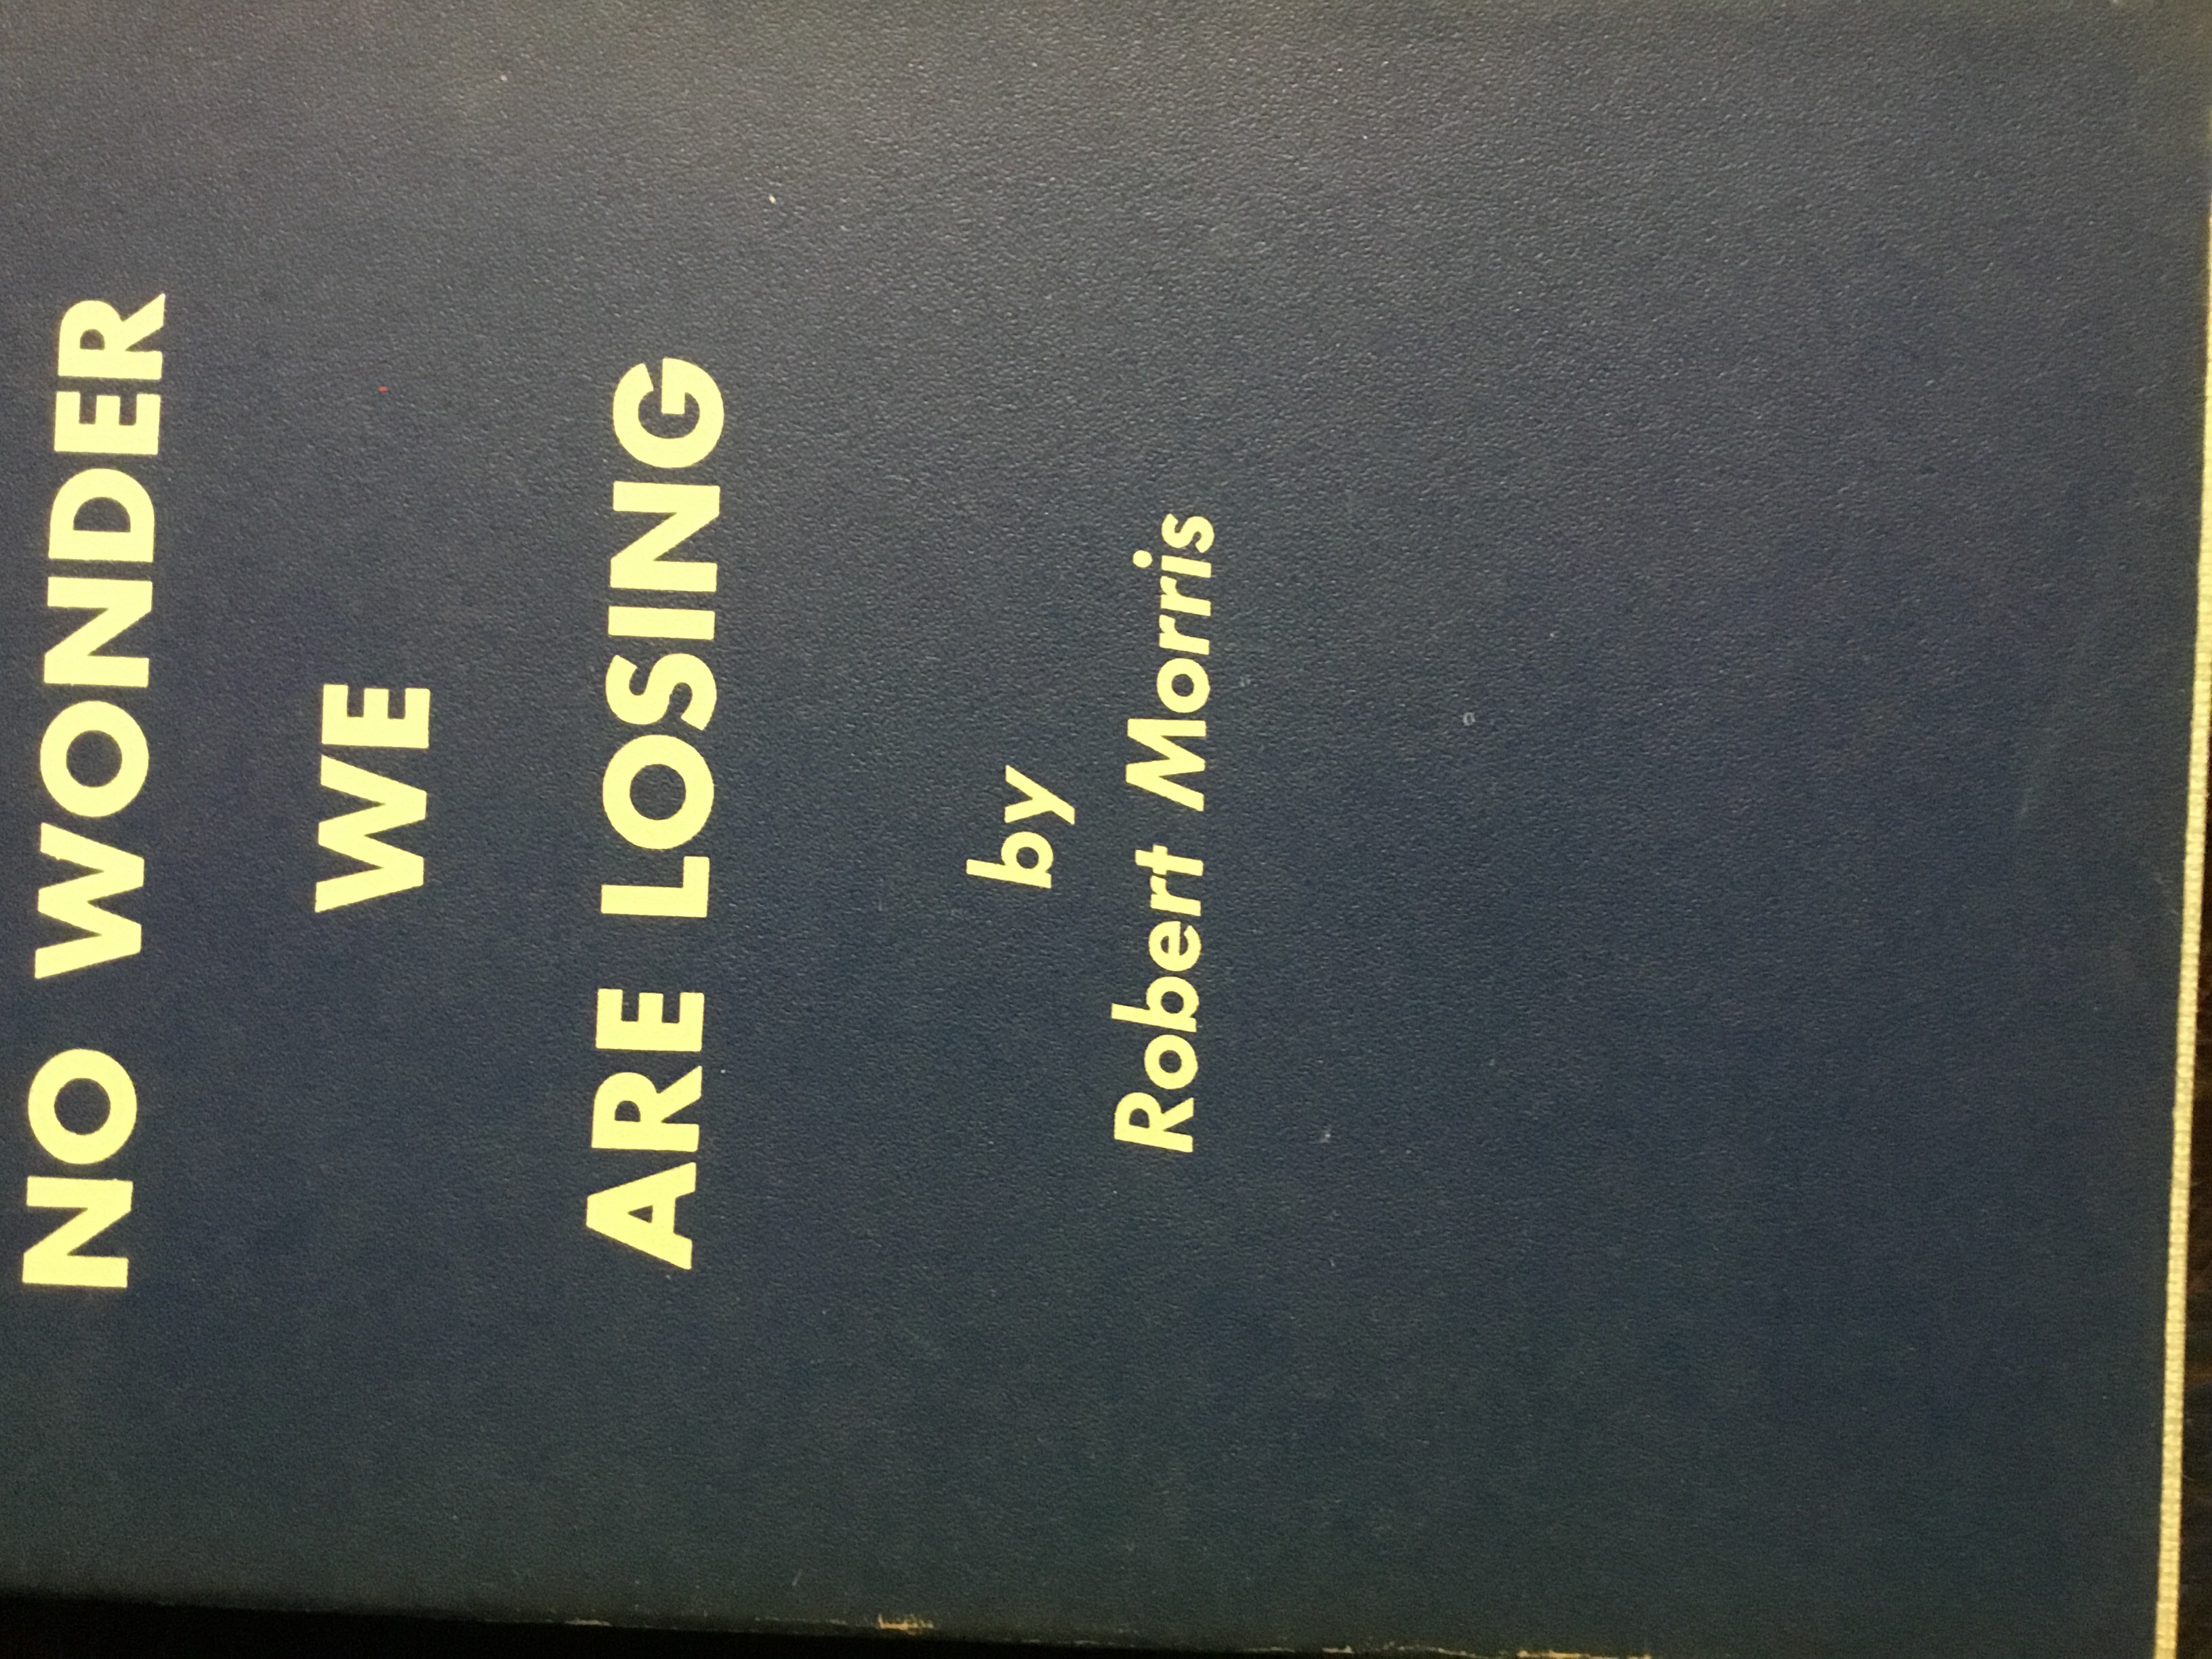 NO WONDER
WE
ARE LOSING
by
Robert Morris